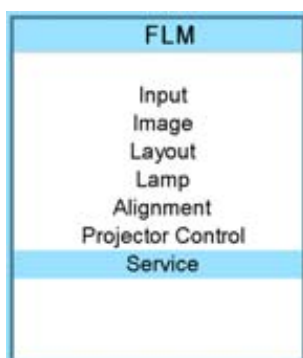 FLM
Input
Image
Layout
Lamp
Alignment
Projector Control
Service